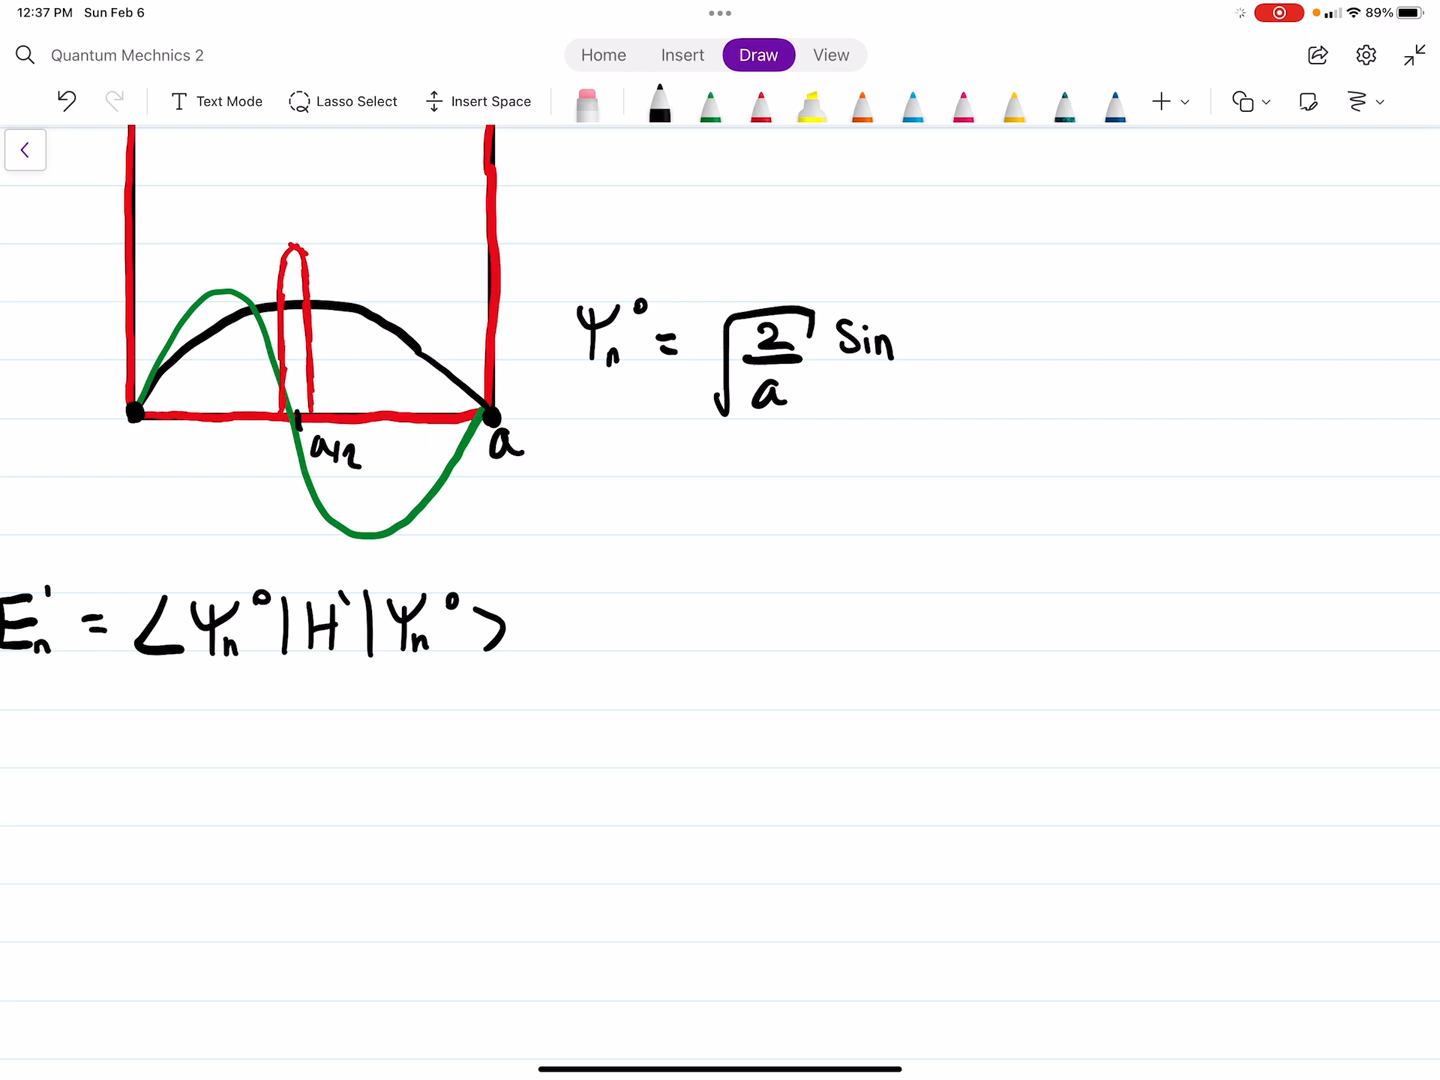 12:37 PM Sun Feb 6 89%
Quantum Mechnics 2 Home Insert Draw View
Text Mode Lasso Select Insert Space
ψₙ⁰ = √(2/a) Sin
a/2
a
Eₙ' = <ψₙ⁰|H'|ψₙ⁰>